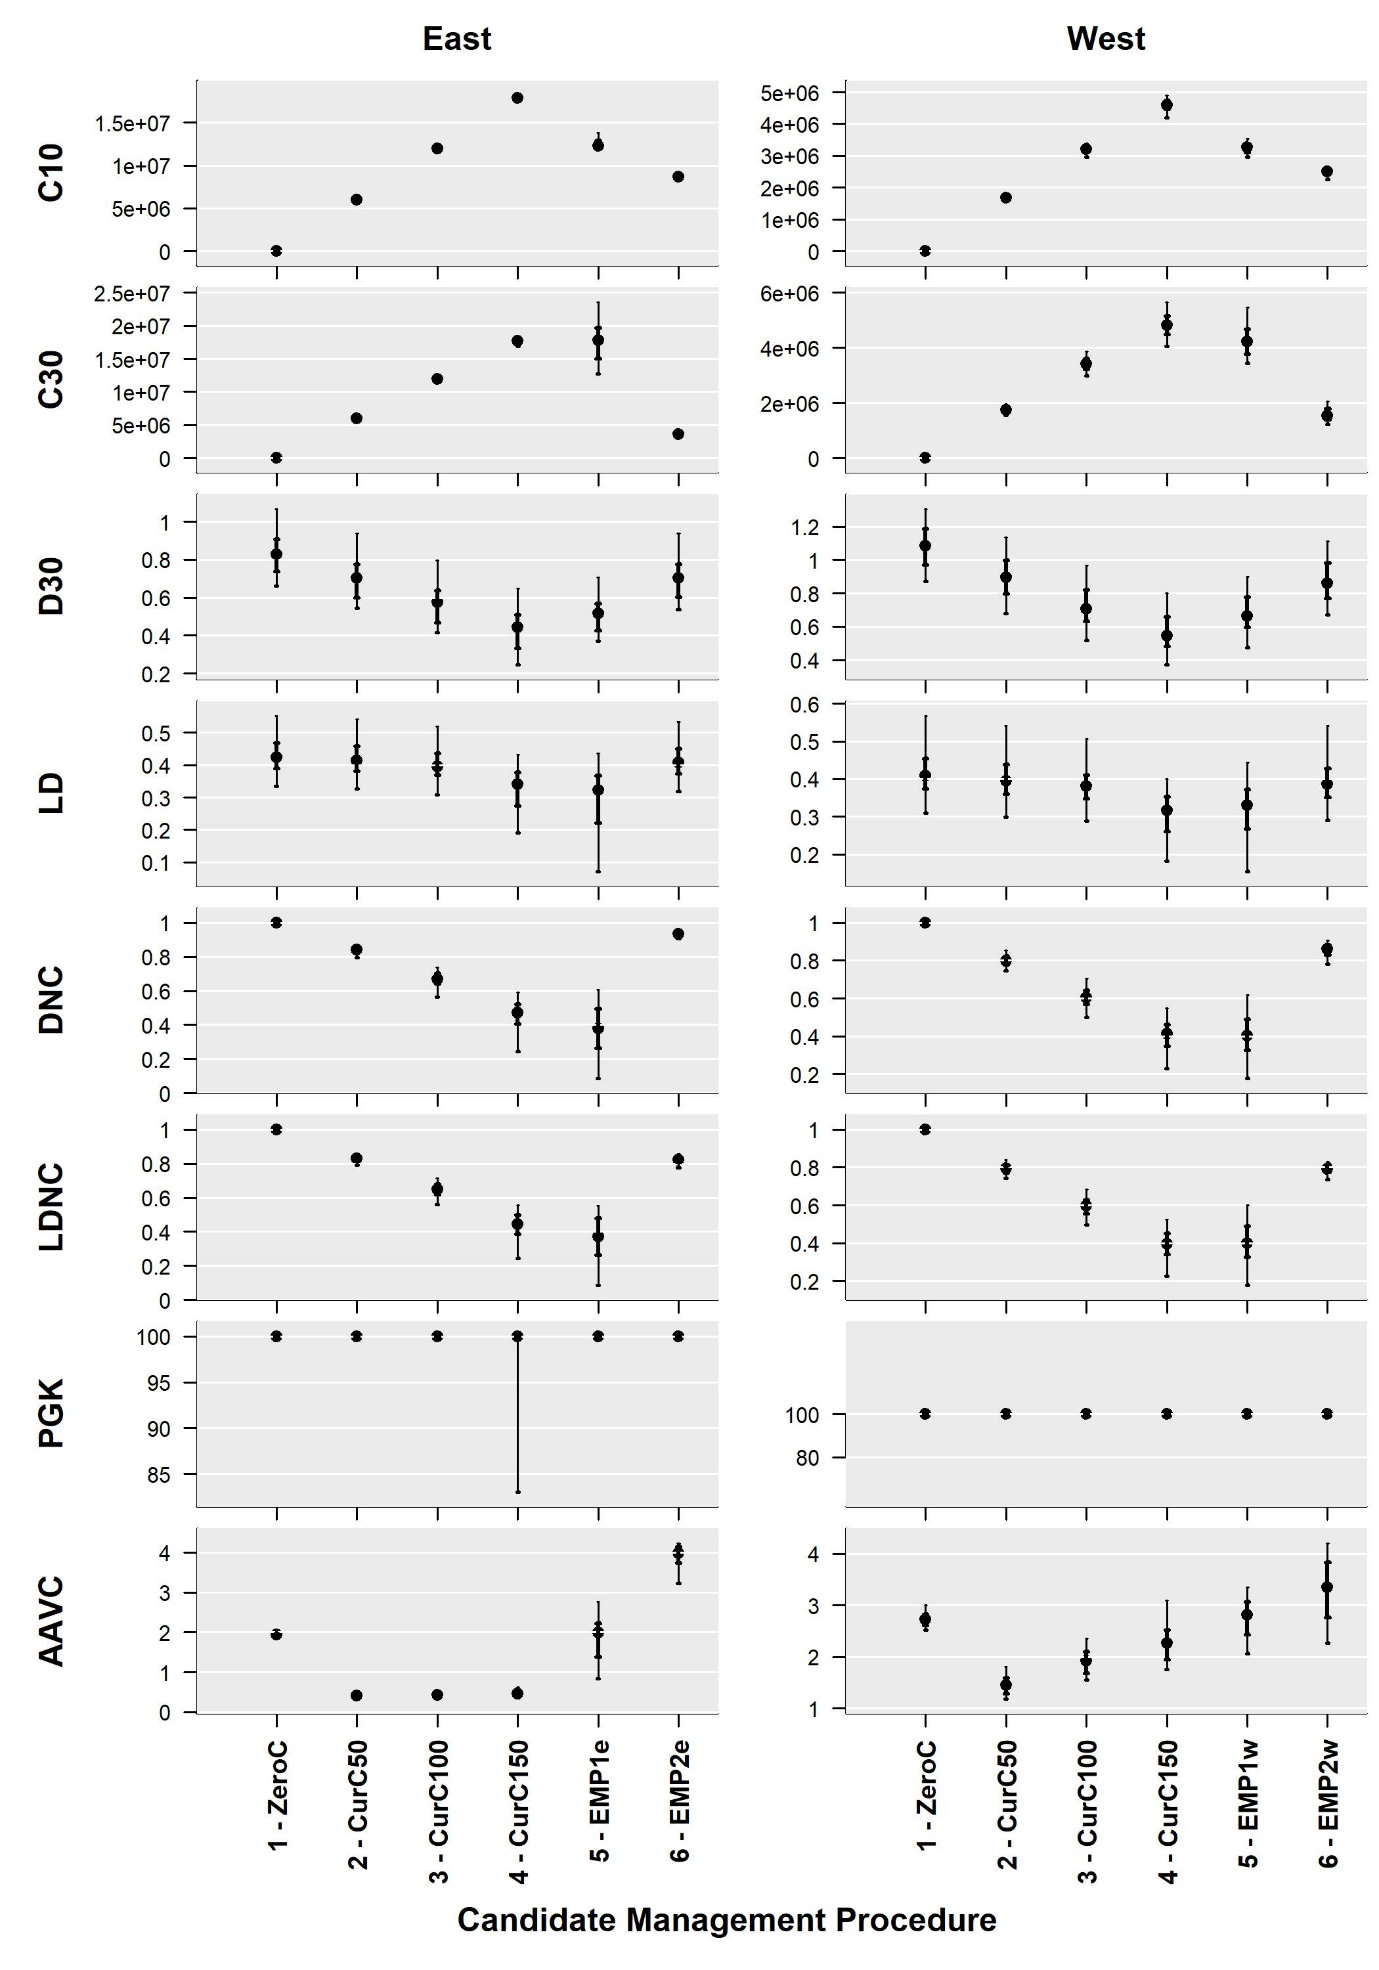 East West
C10
1.5e+07
1e+07
5e+06
0
5e+06
4e+06
3e+06
2e+06
1e+06
0
C30
2.5e+07
2e+07
1.5e+07
1e+07
5e+06
0
6e+06
4e+06
2e+06
0
D30
1
0.8
0.6
0.4
0.2
1.2
1
0.8
0.6
0.4
LD
0.5
0.4
0.3
0.2
0.1
0.6
0.5
0.4
0.3
0.2
DNC
1
0.8
0.6
0.4
0.2
0
1
0.8
0.6
0.4
0.2
LDNC
1
0.8
0.6
0.4
0.2
0
1
0.8
0.6
0.4
0.2
PGK
100
95
90
85
100
80
AAVC
4
3
2
1
0
4
3
2
1
1 - ZeroC
2 - CurC50
3 - CurC100
4 - CurC150
5 - EMP1e
6 - EMP2e
1 - ZeroC
2 - CurC50
3 - CurC100
4 - CurC150
5 - EMP1w
6 - EMP2w
Candidate Management Procedure